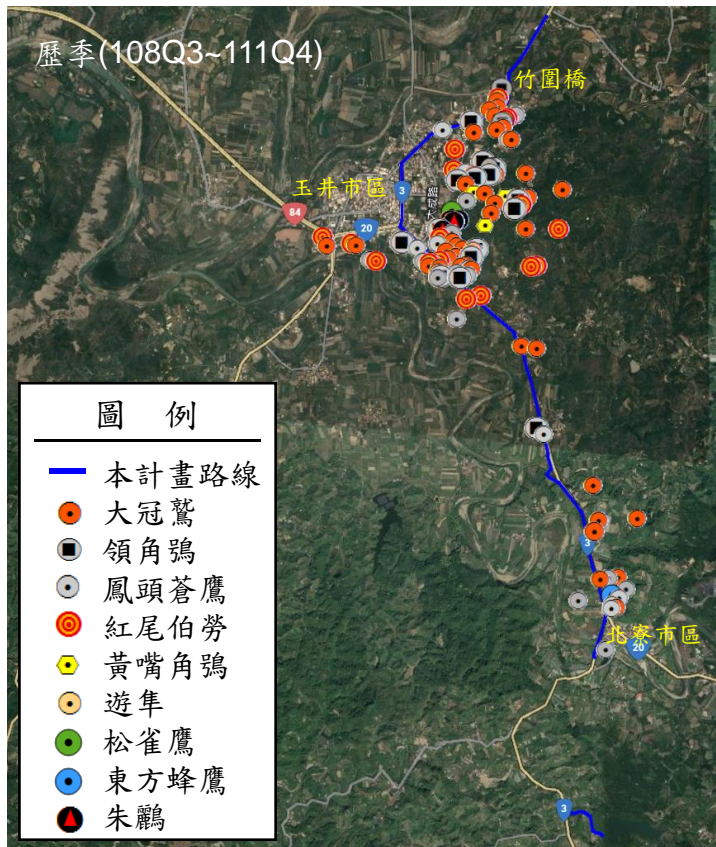 歷季(108Q3~111Q4)
竹圍橋
玉井市區
3
84
大成路
20
圖 例
本計畫路線
大冠鷲
領角鴞
鳳頭蒼鷹
紅尾伯勞
黃嘴角鴞
遊隼
松雀鷹
東方蜂鷹
朱鸝
3
北寮市區
20
3